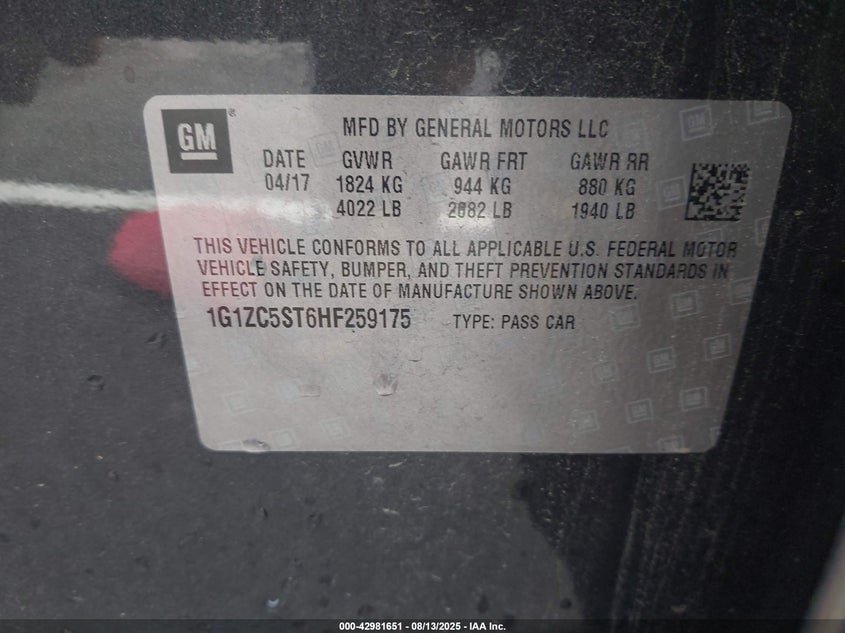 GM ®
MFD BY GENERAL MOTORS LLC
DATE GVWR GAWR FRT GAWR RR
04/17 1824 KG 944 KG 880 KG
4022 LB 2082 LB 1940 LB
THIS VEHICLE CONFORMS TO ALL APPLICABLE U.S. FEDERAL MOTOR
VEHICLE SAFETY, BUMPER, AND THEFT PREVENTION STANDARDS IN
EFFECT ON THE DATE OF MANUFACTURE SHOWN ABOVE.
1G1ZC5ST6HF259175 TYPE: PASS CAR
000-42981651 - 08/13/2025 - IAA Inc.